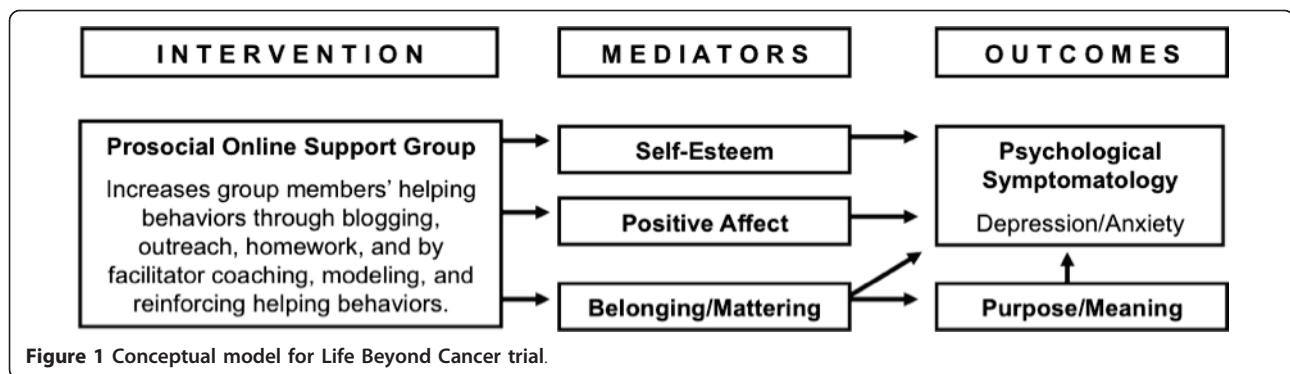 INTERVENTION
MEDIATORS
OUTCOMES
Prosocial Online Support Group
Increases group members' helping
behaviors through blogging,
outreach, homework, and by
facilitator coaching, modeling, and
reinforcing helping behaviors.
Self-Esteem
Positive Affect
Belonging/Mattering
Psychological
Symptomatology
Depression/Anxiety
Purpose/Meaning
Figure 1 Conceptual model for Life Beyond Cancer trial.